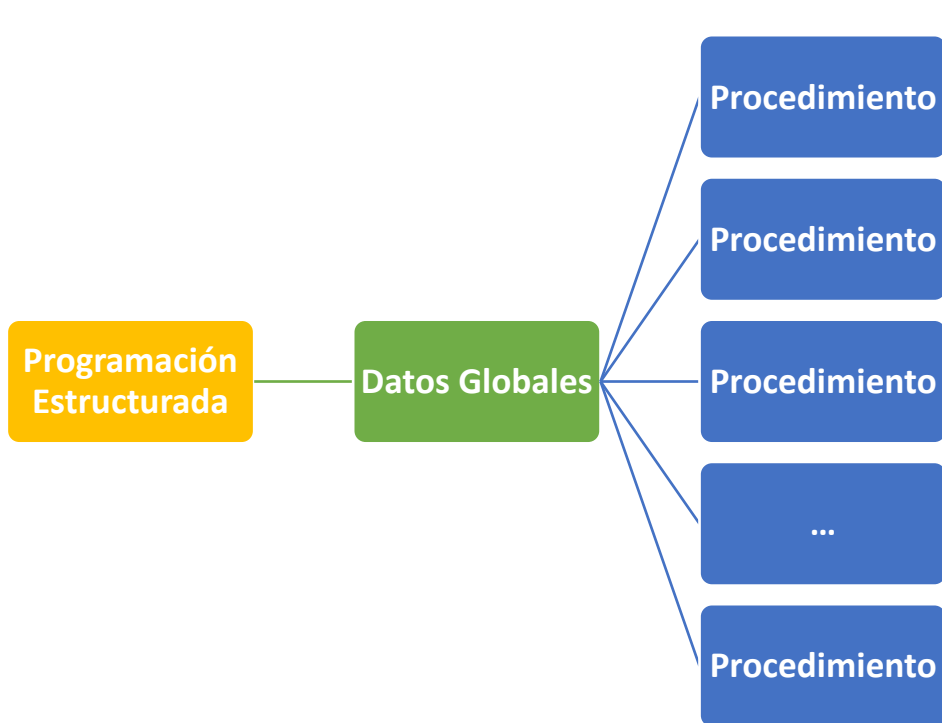 Programación
Estructurada
Datos Globales
Procedimiento
Procedimiento
Procedimiento
...
Procedimiento